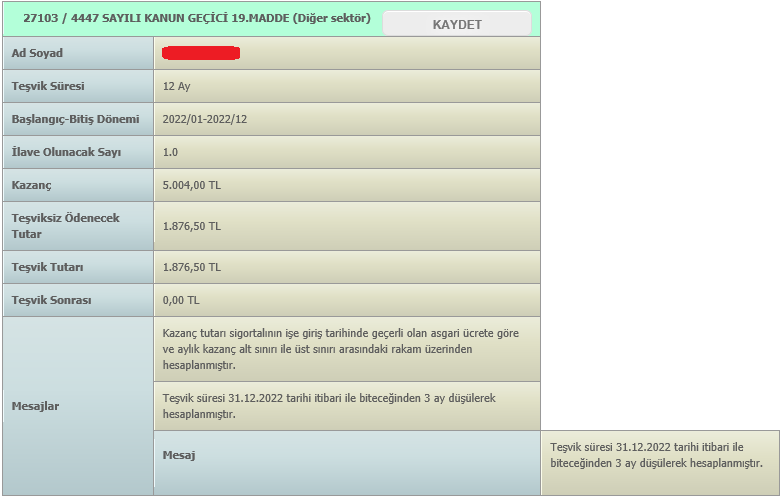 27103 / 4447 SAYILI KANUN GEÇİCİ 19.MADDE (Diğer sektör)
KAYDET
Ad Soyad
Teşvik Süresi
12 Ay
Başlangıç-Bitiş Dönemi
2022/01-2022/12
İlave Olunacak Sayı
1.0
Kazanç
5.004,00 TL
Teşviksiz Ödenecek
Tutar
1.876,50 TL
Teşvik Tutarı
1.876,50 TL
Teşvik Sonrası
0,00 TL
Mesajlar
Kazanç tutarı sigortalının işe giriş tarihinde geçerli olan asgari ücrete göre
ve aylık kazanç alt sınırı ile üst sınırı arasındaki rakam üzerinden
hesaplanmıştır.
Teşvik süresi 31.12.2022 tarihi itibari ile biteceğinden 3 ay düşülerek
hesaplanmıştır.
Mesaj
Teşvik süresi 31.12.2022 tarihi itibari ile
biteceğinden 3 ay düşülerek hesaplanmıştır.